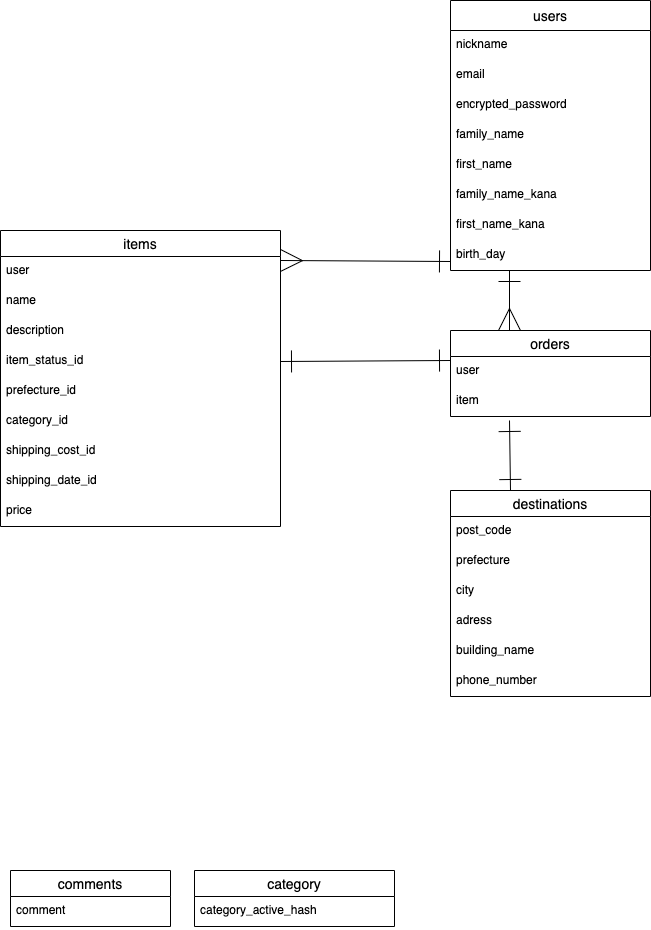 users
nickname
email
encrypted_password
family_name
first_name
family_name_kana
first_name_kana
birth_day
items
user
name
description
item_status_id
prefecture_id
category_id
shipping_cost_id
shipping_date_id
price
orders
user
item
destinations
post_code
prefecture
city
adress
building_name
phone_number
comments
comment
category
category_active_hash